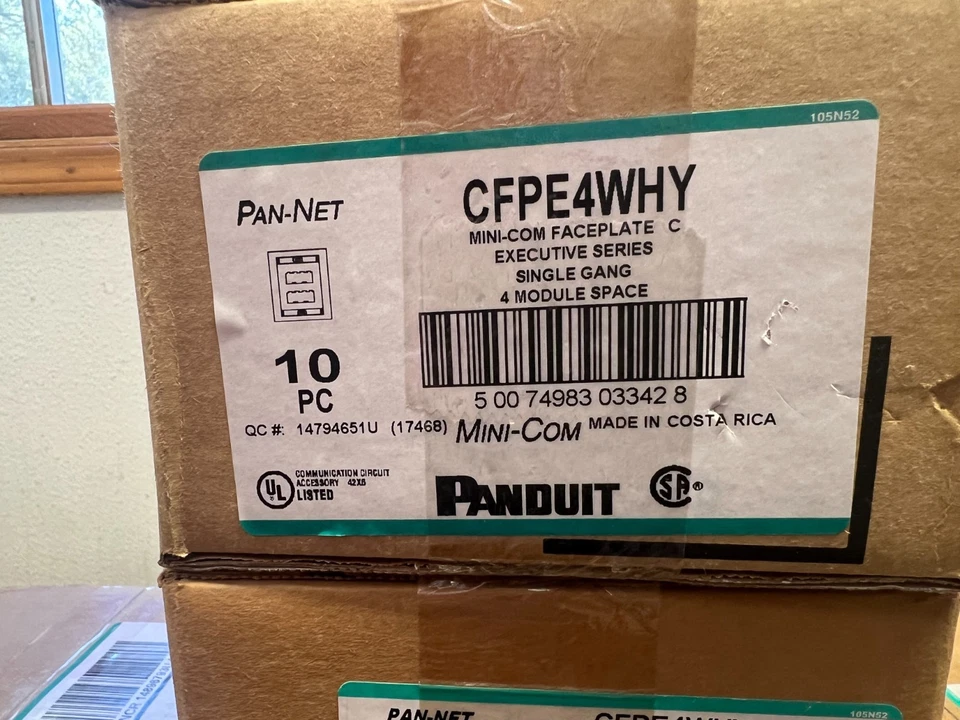 105N52
PAN-NET
CFPE4WHY
MINI-COM FACEPLATE C
EXECUTIVE SERIES
SINGLE GANG
4 MODULE SPACE
10
PC
5 00 74983 03342 8
QC #: 14794651U (17468) MINI-COM MADE IN COSTA RICA
UL
COMMUNICATION CIRCUIT
ACCESSORY 42X6
LISTED
PANDUIT
SA®
PAN-NET
105N52